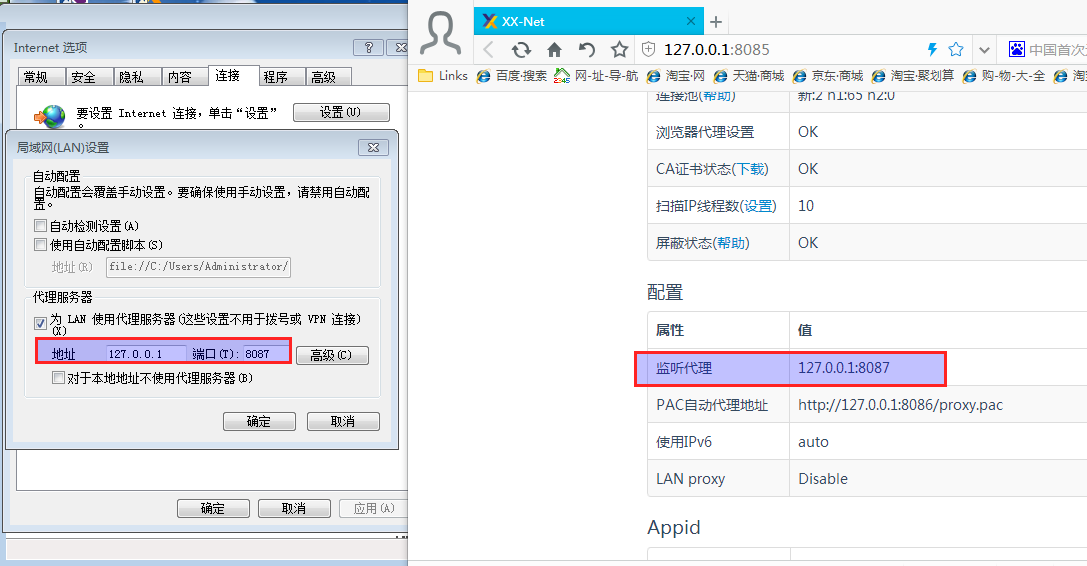 Internet 选项
常规 安全 隐私 内容 连接 程序 高级
要设置 Internet 连接，单击“设置”
。
设置(U)
局域网(LAN)设置
自动配置
自动配置会覆盖手动设置。要确保使用手动设置，请禁用自动配
置。
自动检测设置(A)
使用自动配置脚本(S)
地址(R) file://C:/Users/Administrator/
代理服务器
为 LAN 使用代理服务器(这些设置不用于拨号或 VPN 连接)
(X)
地址 127.0.0.1 端口(T): 8087 高级(C)
对于本地地址不使用代理服务器(B)
确定 取消
确定 取消 应用(A)
XX-Net
127.0.0.1:8085
中国首次
Links 百度·搜索 网·址·导·航 淘宝·网 天猫·商城 京东·商城 淘宝·聚划算 购·物·大·全 淘
连接池(帮助) 新:2 h1:65 h2:0
浏览器代理设置 OK
CA证书状态(下载) OK
扫描IP线程数(设置) 10
屏蔽状态(帮助) OK
配置
属性 值
监听代理 127.0.0.1:8087
PAC自动代理地址 http://127.0.0.1:8086/proxy.pac
使用IPv6 auto
LAN proxy Disable
Appid